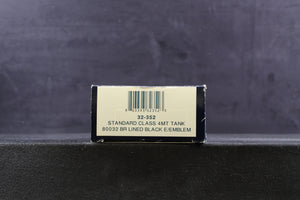 32-352
STANDARD CLASS 4MT TANK
80032 BR LINED BLACK E/EMBLEM